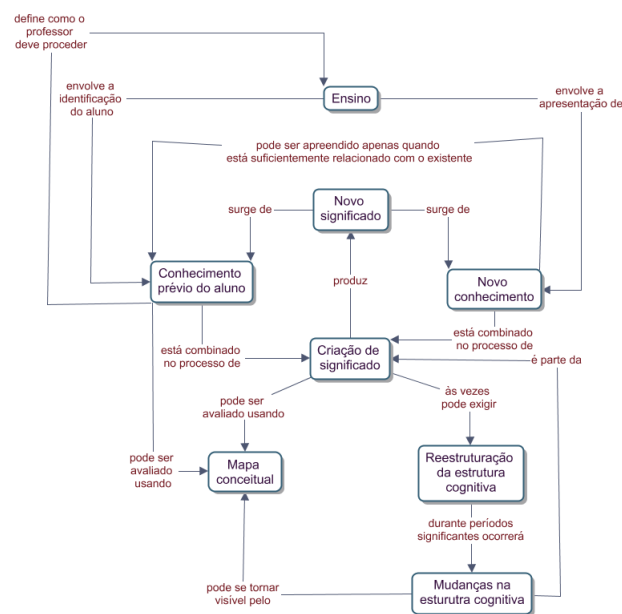 define como o
professor
deve proceder
envolve a
identificação
do aluno
Ensino
envolve a
apresentação de
pode ser apreendido apenas quando
está suficientemente relacionado com o existente
Novo
significado
surge de
surge de
Conhecimento
prévio do aluno
Novo
conhecimento
produz
está combinado
no processo de
Criação de
significado
está combinado
no processo de
é parte da
pode ser
avaliado usando
às vezes
pode exigir
pode ser
avaliado
usando
Mapa
conceitual
Reestruturação
da estrutura
cognitiva
durante períodos
significantes ocorrerá
pode se tornar
visível pelo
Mudanças na
esturutra cognitiva